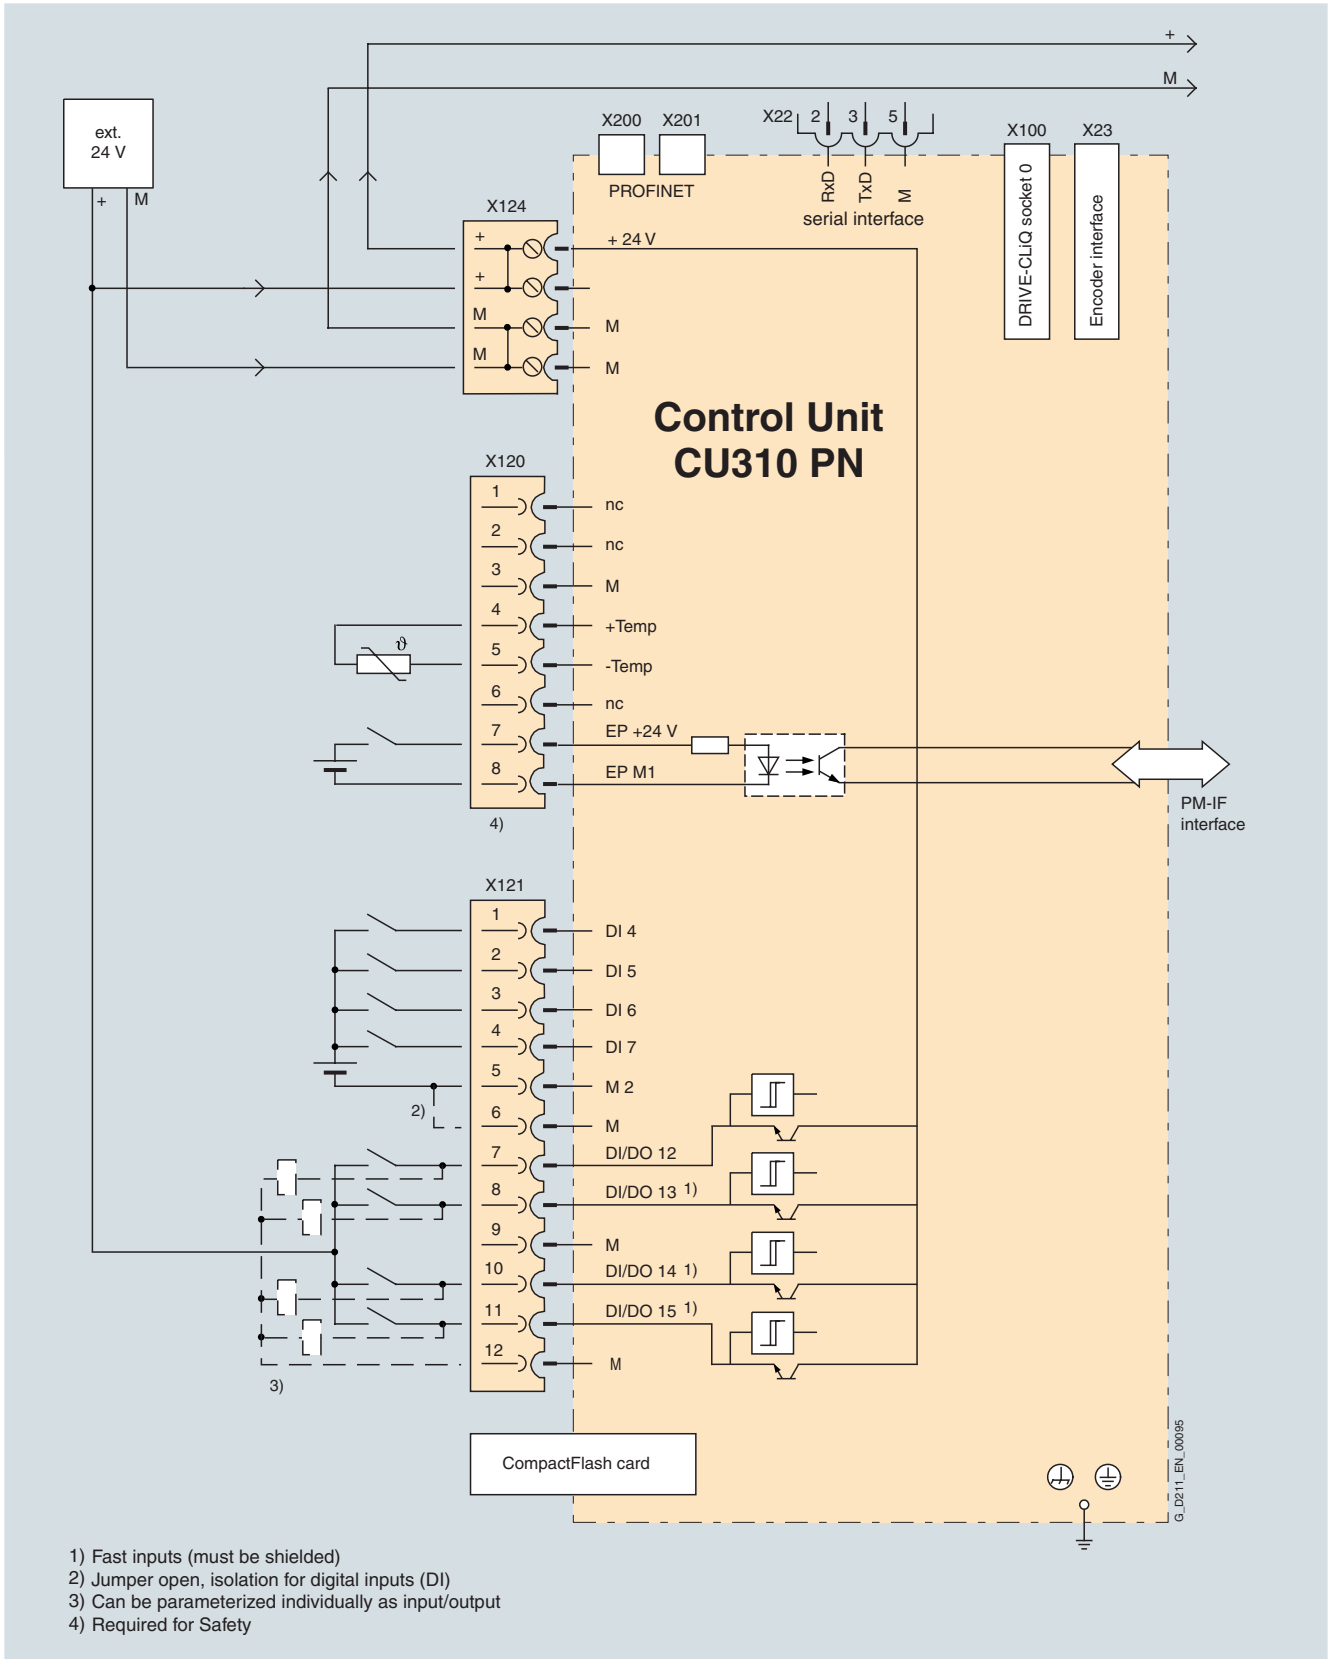 +
M
ext.
24 V
+
M
X200
X201
PROFINET
X22
2
3
5
RxD
TxD
M
serial interface
X100
DRIVE-CLiQ socket 0
X23
Encoder interface
X124
+
+ 24 V
+
M
M
M
M
Control Unit
CU310 PN
X120
1
nc
2
nc
3
M
4
+Temp
ϑ
5
-Temp
6
nc
7
EP +24 V
8
EP M1
4)
PM-IF
interface
X121
1
DI 4
2
DI 5
3
DI 6
4
DI 7
5
M 2
2)
6
M
7
DI/DO 12
8
DI/DO 13 1)
9
M
10
DI/DO 14 1)
11
DI/DO 15 1)
12
M
3)
CompactFlash card
G_D211_EN_00095
1) Fast inputs (must be shielded)
2) Jumper open, isolation for digital inputs (DI)
3) Can be parameterized individually as input/output
4) Required for Safety